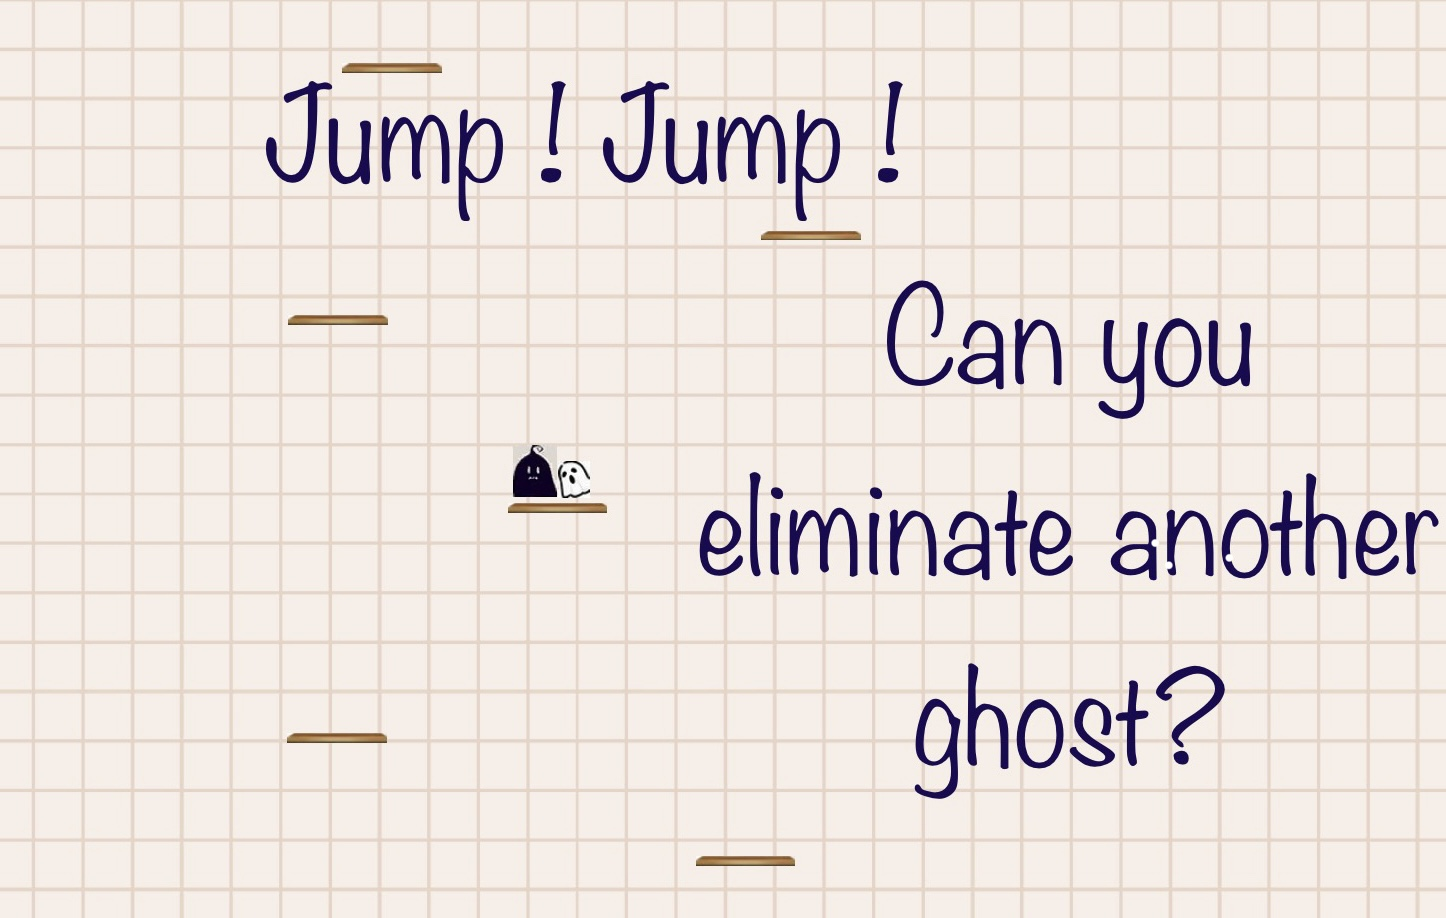 Jump ! Jump !
Can you
eliminate another
ghost?